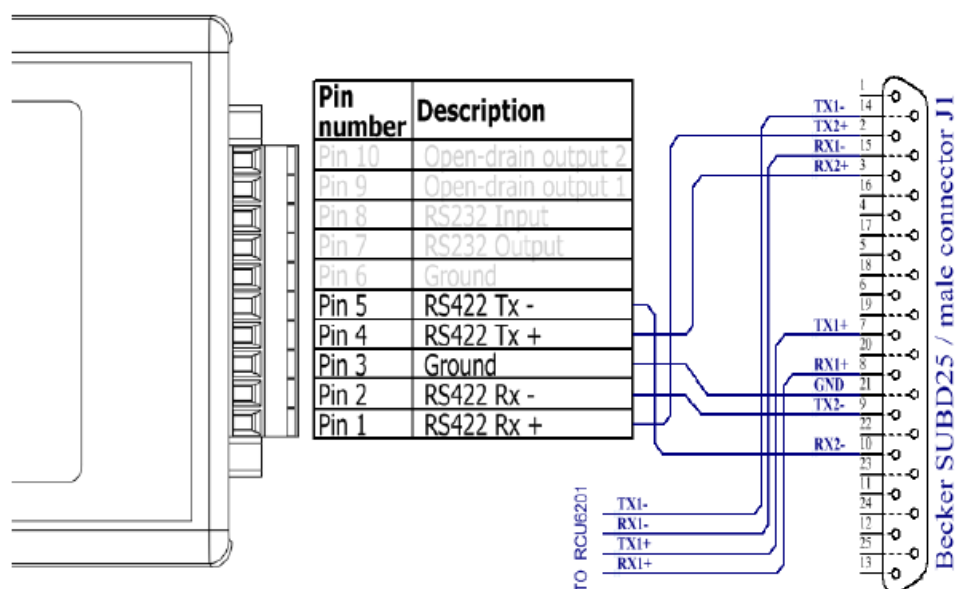 Pin number Description
Pin 10 Open-drain output 2
Pin 9 Open-drain output 1
Pin 8 RS232 Input
Pin 7 RS232 Output
Pin 6 Ground
Pin 5 RS422 Tx -
Pin 4 RS422 Tx +
Pin 3 Ground
Pin 2 RS422 Rx -
Pin 1 RS422 Rx +
TX1-
TX2+
RX1-
RX2+
TX1+
RX1+
GND
TX2-
RX2-
1
14
2
15
3
16
4
17
5
18
6
19
7
20
8
21
9
22
10
23
11
24
12
25
13
Becker SUBD25 / male connector J1
TO RCU6201
TX1-
RX1-
TX1+
RX1+